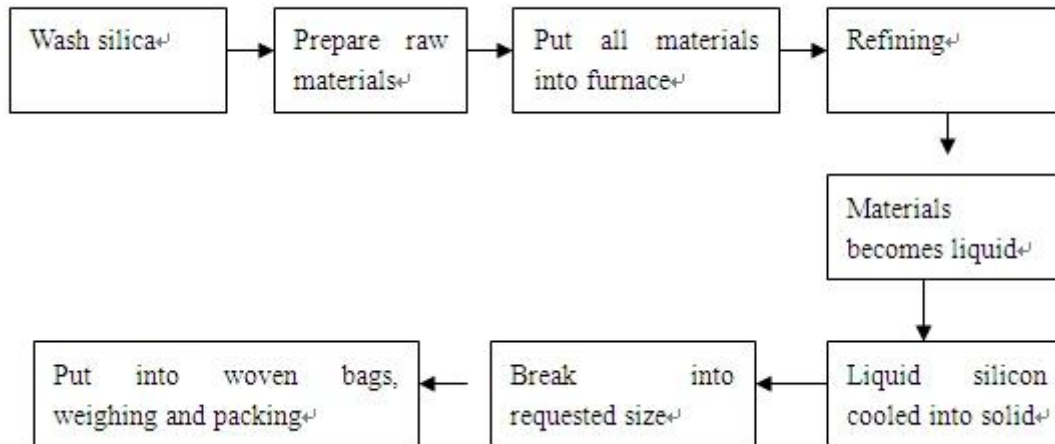 Wash silica↵
Prepare raw
materials↵
Put all materials
into furnace↵
Refining↵
Materials
becomes liquid↵
Liquid silicon
cooled into solid↵
Break into
requested size↵
Put into woven bags,
weighing and packing↵